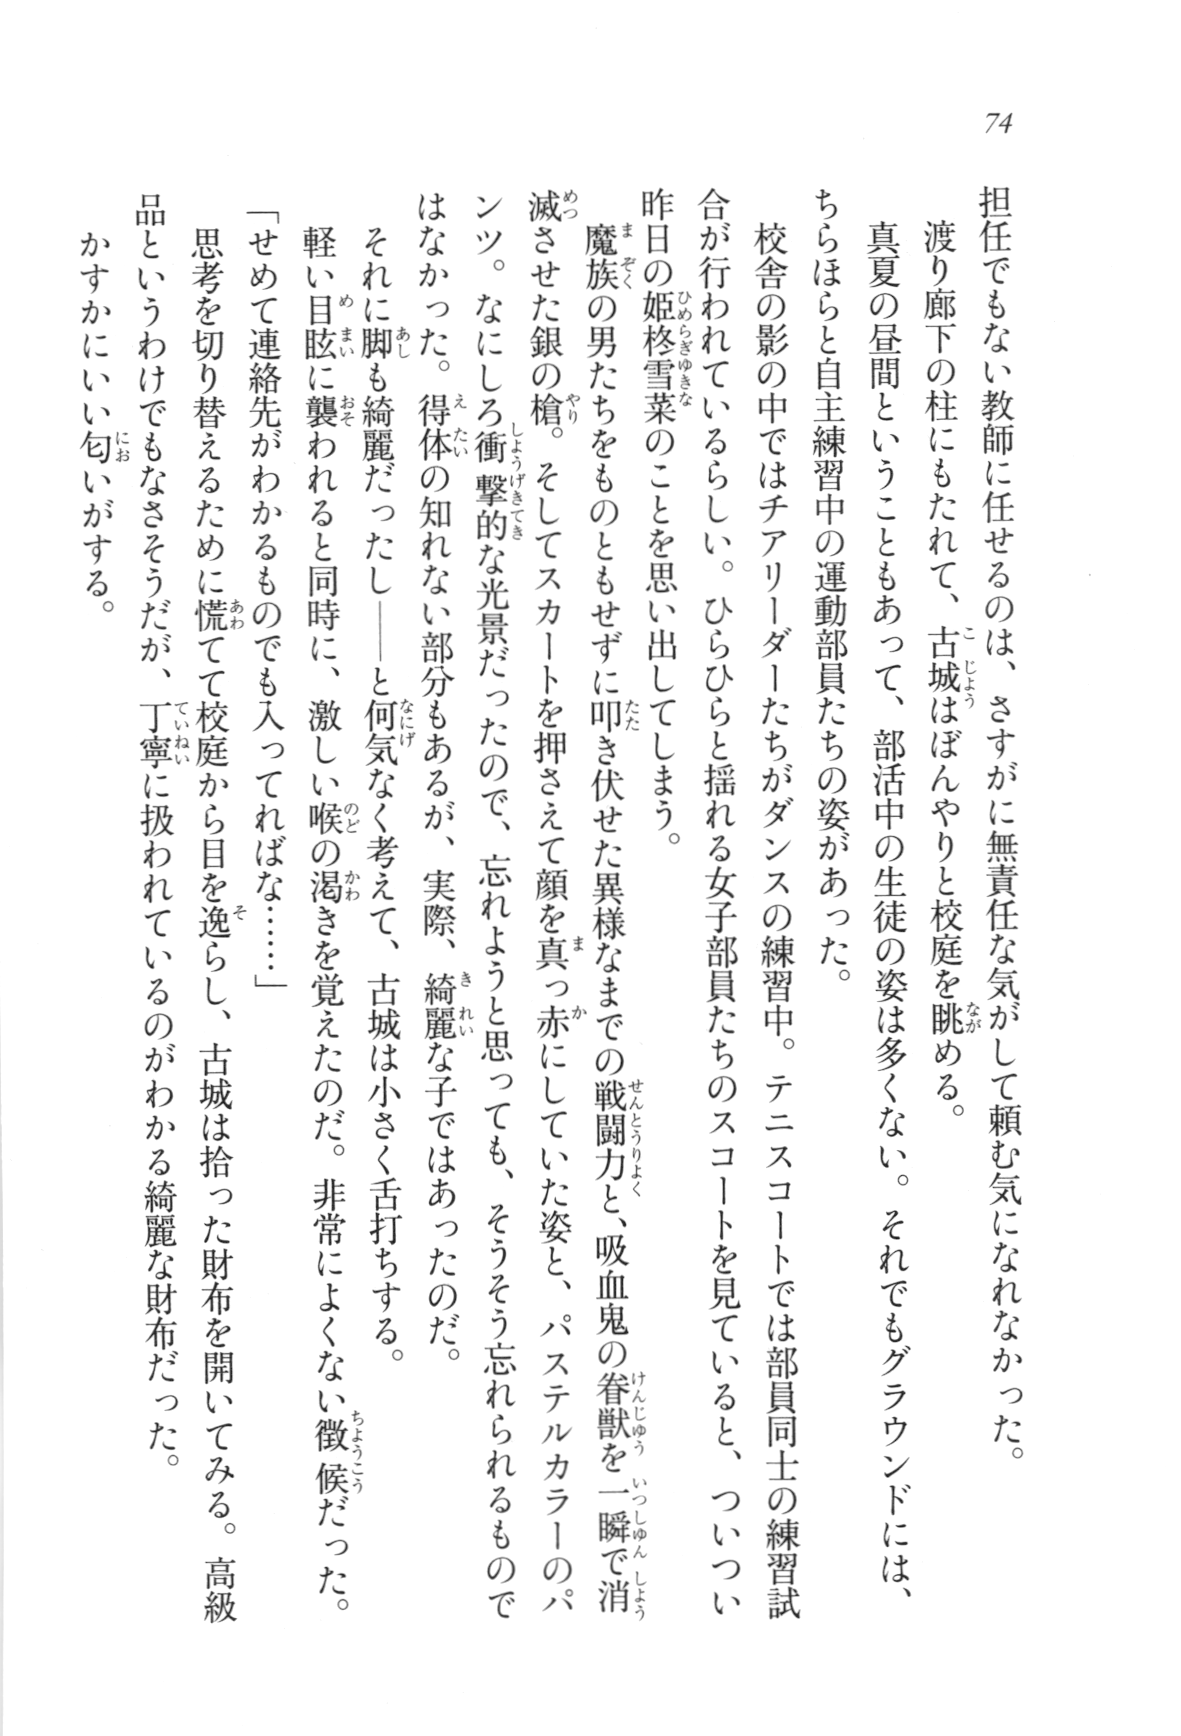 74
担任でもない教師に任せるのは、さすがに無責任な気がして頼む気になれなかった。
渡り廊下の柱にもたれて、古城はぼんやりと校庭を眺める。
真夏の昼間ということもあって、部活中の生徒の姿は多くない。それでもグラウンドには、
ちらほらと自主練習中の運動部員たちの姿があった。
校舎の影の中ではチアリーダーたちがダンスの練習中。テニスコートでは部員同士の練習試
合が行われているらしい。ひらひらと揺れる女子部員たちのスコートを見ていると、ついつい
昨日の姫柊雪菜のことを思い出してしまう。
魔族の男たちをものともせずに叩き伏せた異様なまでの戦闘力と、吸血鬼の眷獣を一瞬で消
滅させた銀の槍。そしてスカートを押さえて顔を真っ赤にしていた姿と、パステルカラーのパ
ンツ。なにしろ衝撃的な光景だったので、忘れようと思っても、そうそう忘れられるもので
はなかった。得体の知れない部分もあるが、実際、綺麗な子ではあったのだ。
それに脚も綺麗だったし――と何気なく考えて、古城は小さく舌打ちする。
軽い目眩に襲われると同時に、激しい喉の渇きを覚えたのだ。非常によくない徴候だった。
「せめて連絡先がわかるものでも入ってればな……」
思考を切り替えるために慌てて校庭から目を逸らし、古城は拾った財布を開いてみる。高級
品というわけでもなさそうだが、丁寧に扱われているのがわかる綺麗な財布だった。
かすかにいい匂いがする。